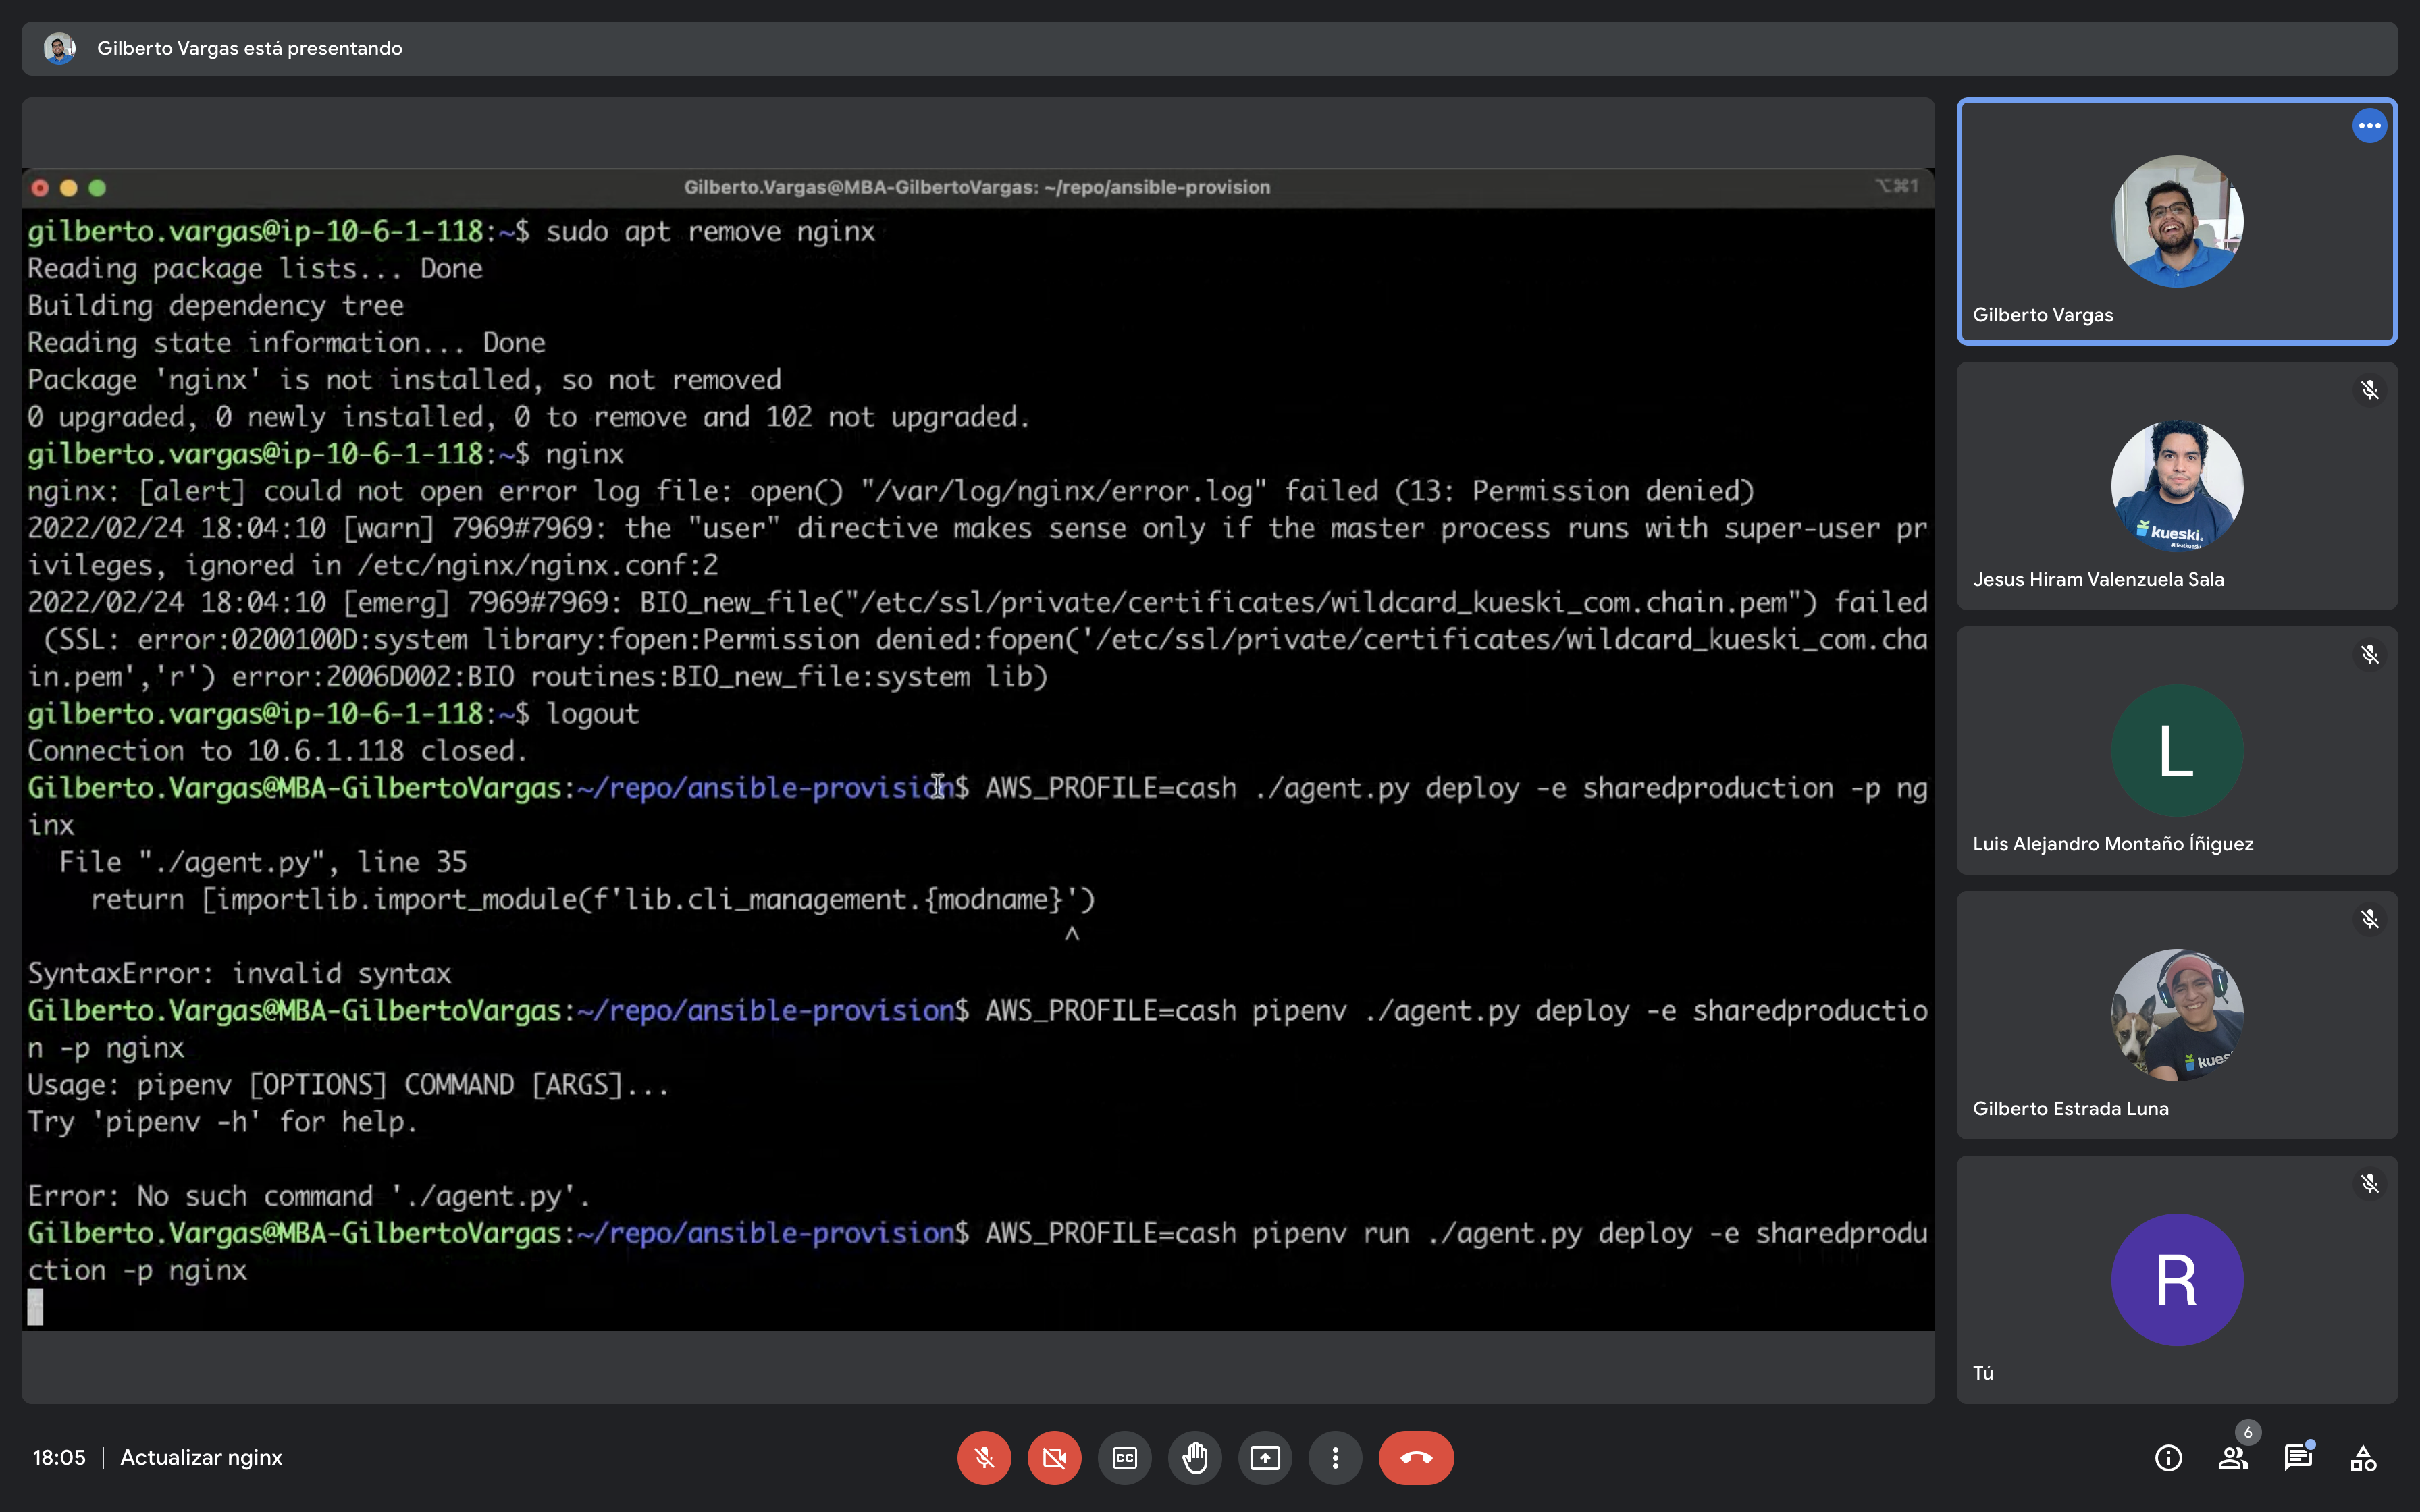 Gilberto Vargas está presentando
Gilberto.Vargas@MBA-GilbertoVargas: ~/repo/ansible-provision
⌥⌘1
gilberto.vargas@ip-10-6-1-118:~$ sudo apt remove nginx
Reading package lists... Done
Building dependency tree
Reading state information... Done
Package 'nginx' is not installed, so not removed
0 upgraded, 0 newly installed, 0 to remove and 102 not upgraded.
gilberto.vargas@ip-10-6-1-118:~$ nginx
nginx: [alert] could not open error log file: open() "/var/log/nginx/error.log" failed (13: Permission denied)
2022/02/24 18:04:10 [warn] 7969#7969: the "user" directive makes sense only if the master process runs with super-user pr
ivileges, ignored in /etc/nginx/nginx.conf:2
2022/02/24 18:04:10 [emerg] 7969#7969: BIO_new_file("/etc/ssl/private/certificates/wildcard_kueski_com.chain.pem") failed
(SSL: error:0200100D:system library:fopen:Permission denied:fopen('/etc/ssl/private/certificates/wildcard_kueski_com.cha
in.pem','r') error:2006D002:BIO routines:BIO_new_file:system lib)
gilberto.vargas@ip-10-6-1-118:~$ logout
Connection to 10.6.1.118 closed.
Gilberto.Vargas@MBA-GilbertoVargas:~/repo/ansible-provision$ AWS_PROFILE=cash ./agent.py deploy -e sharedproduction -p ng
inx
File "./agent.py", line 35
return [importlib.import_module(f'lib.cli_management.{modname}')
^
SyntaxError: invalid syntax
Gilberto.Vargas@MBA-GilbertoVargas:~/repo/ansible-provision$ AWS_PROFILE=cash pipenv ./agent.py deploy -e sharedproductio
n -p nginx
Usage: pipenv [OPTIONS] COMMAND [ARGS]...
Try 'pipenv -h' for help.
Error: No such command './agent.py'.
Gilberto.Vargas@MBA-GilbertoVargas:~/repo/ansible-provision$ AWS_PROFILE=cash pipenv run ./agent.py deploy -e sharedprodu
ction -p nginx
Gilberto Vargas
kueski.
Jesus Hiram Valenzuela Sala
L
Luis Alejandro Montaño Íñiguez
kues
Gilberto Estrada Luna
R
Tú
18:05 | Actualizar nginx
CC
6